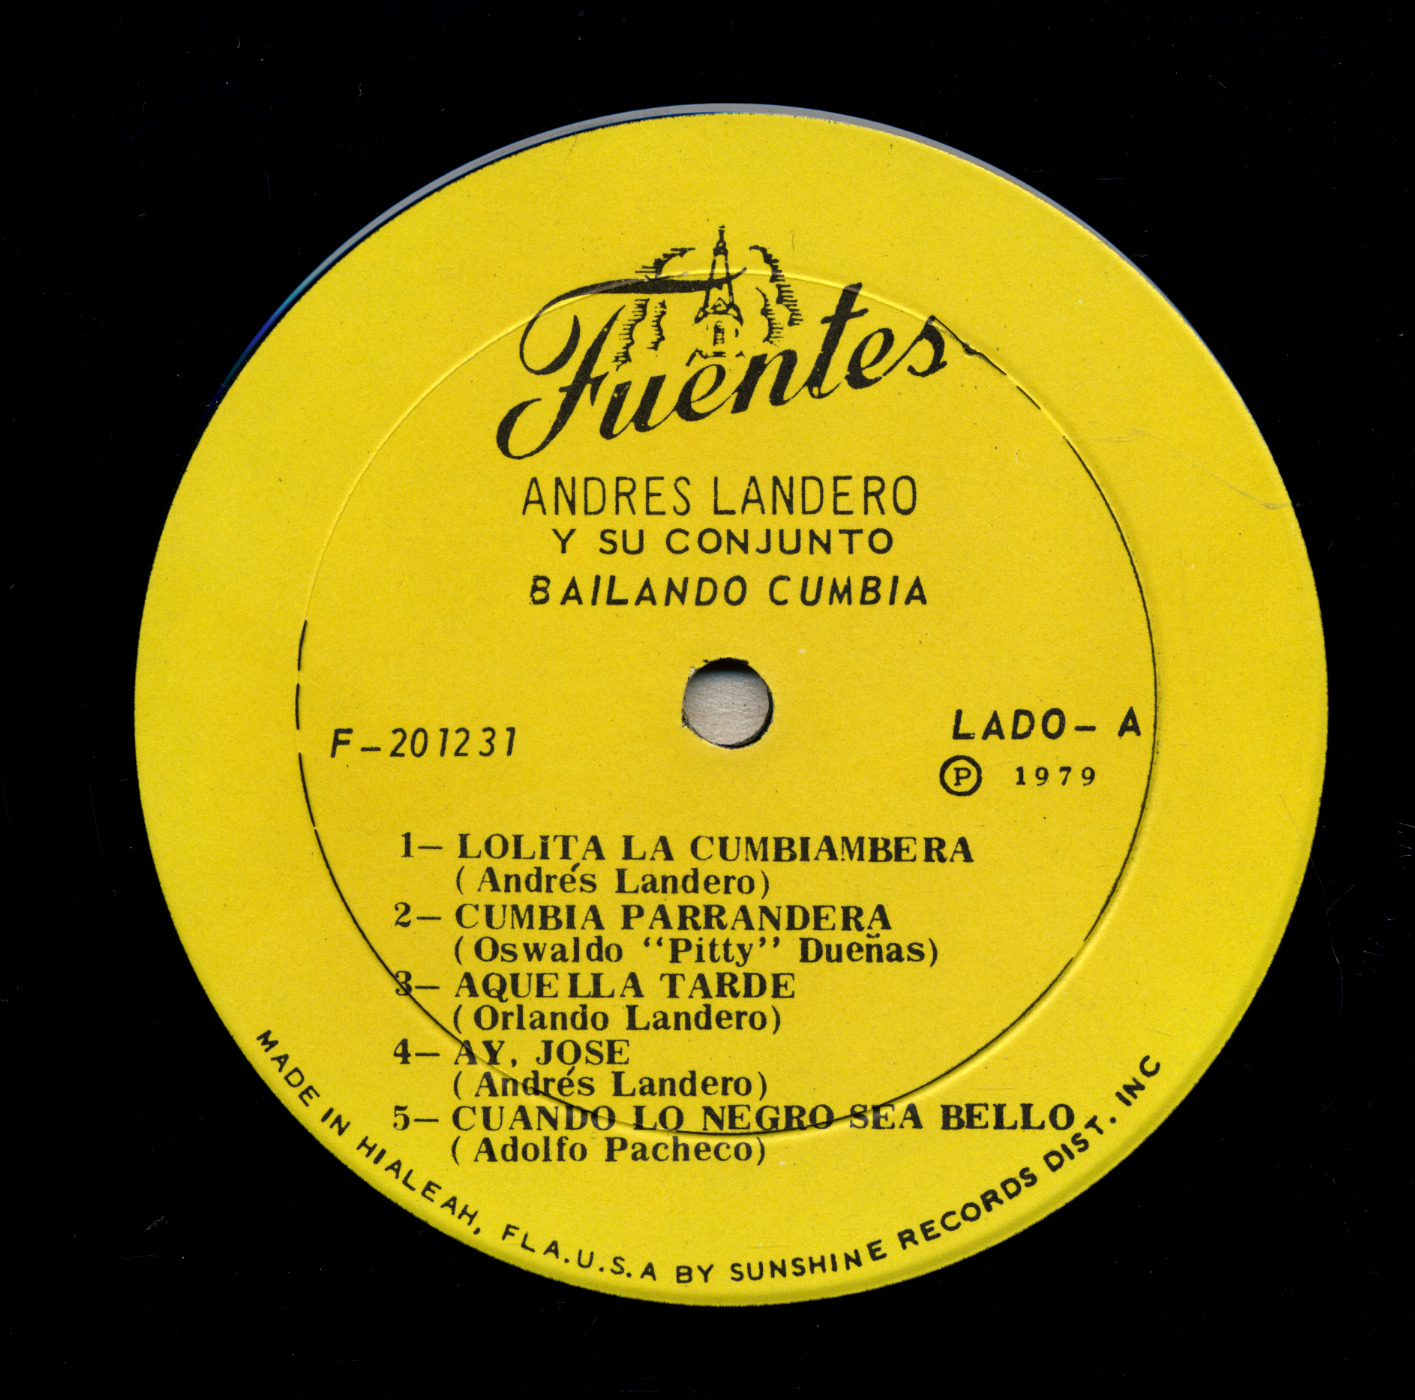 Fuentes
ANDRES LANDERO
Y SU CONJUNTO
BAILANDO CUMBIA
F-201231
LADO-A
Ⓟ 1979
1- LOLiTA LA CUMBIAMBERA
(Andrés Landero)
2- CUMBIA PARRANDERA
(Oswaldo "Pitty" Dueñas)
3- AQUELLA TARDE
(Orlando Landero)
4- AY, JOSE
(Andrés Landero)
5- CUANDO LO NEGRO SEA BELLO
(Adolfo Pacheco)
MADE IN HIALEAH, FLA.U.S.A BY SUNSHINE RECORDS DIST. INC